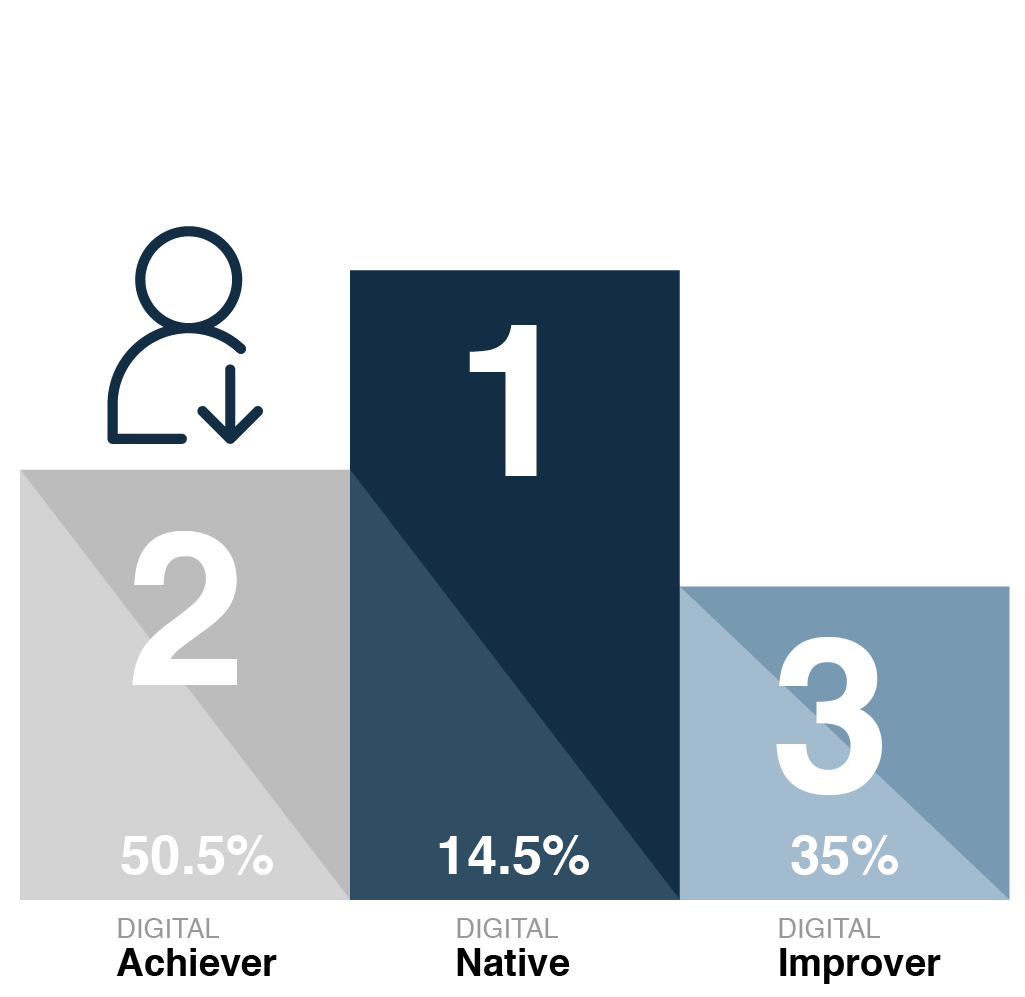 1
2
3
50.5%
14.5%
35%
DIGITAL
Achiever
DIGITAL
Native
DIGITAL
Improver